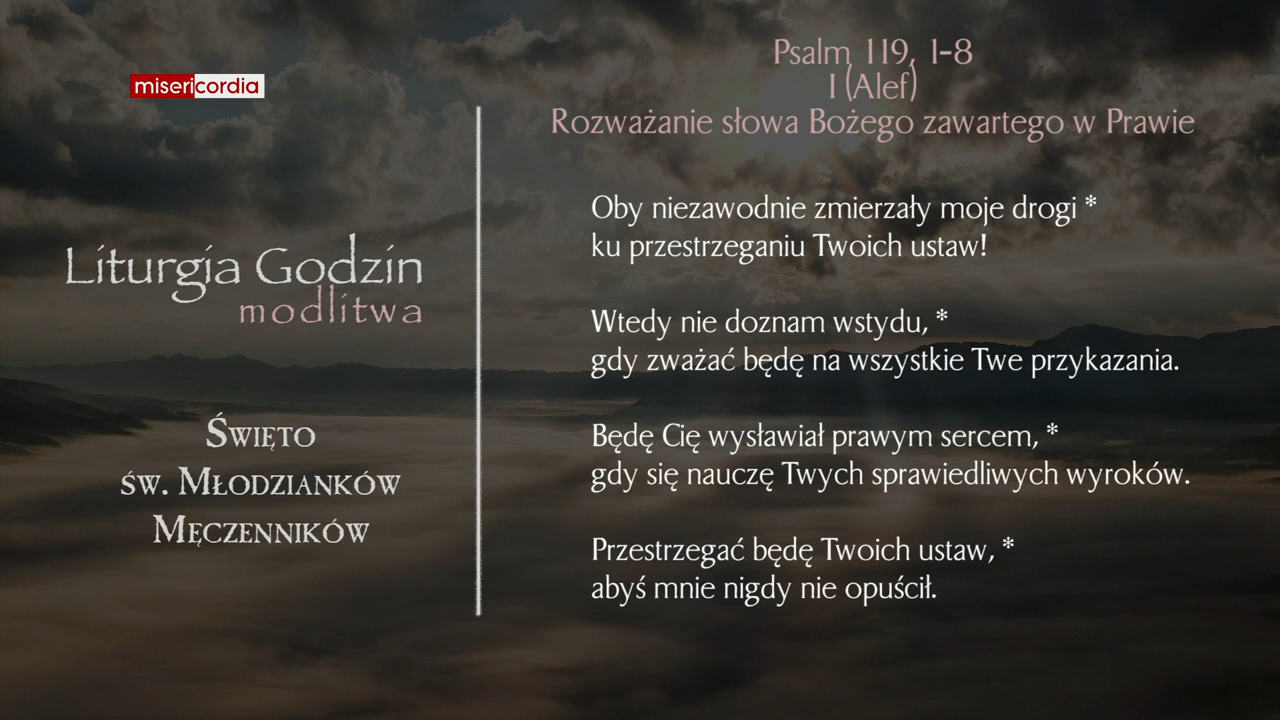 misericordia
Liturgia Godzin
modlitwa
Święto
św. Młodzianków
Męczenników
Psalm 119, 1-8
I (Alef)
Rozważanie słowa Bożego zawartego w Prawie
Oby niezawodnie zmierzały moje drogi *
ku przestrzeganiu Twoich ustaw!
Wtedy nie doznam wstydu, *
gdy zważać będę na wszystkie Twe przykazania.
Będę Cię wysławiał prawym sercem, *
gdy się nauczę Twych sprawiedliwych wyroków.
Przestrzegać będę Twoich ustaw, *
abyś mnie nigdy nie opuścił.